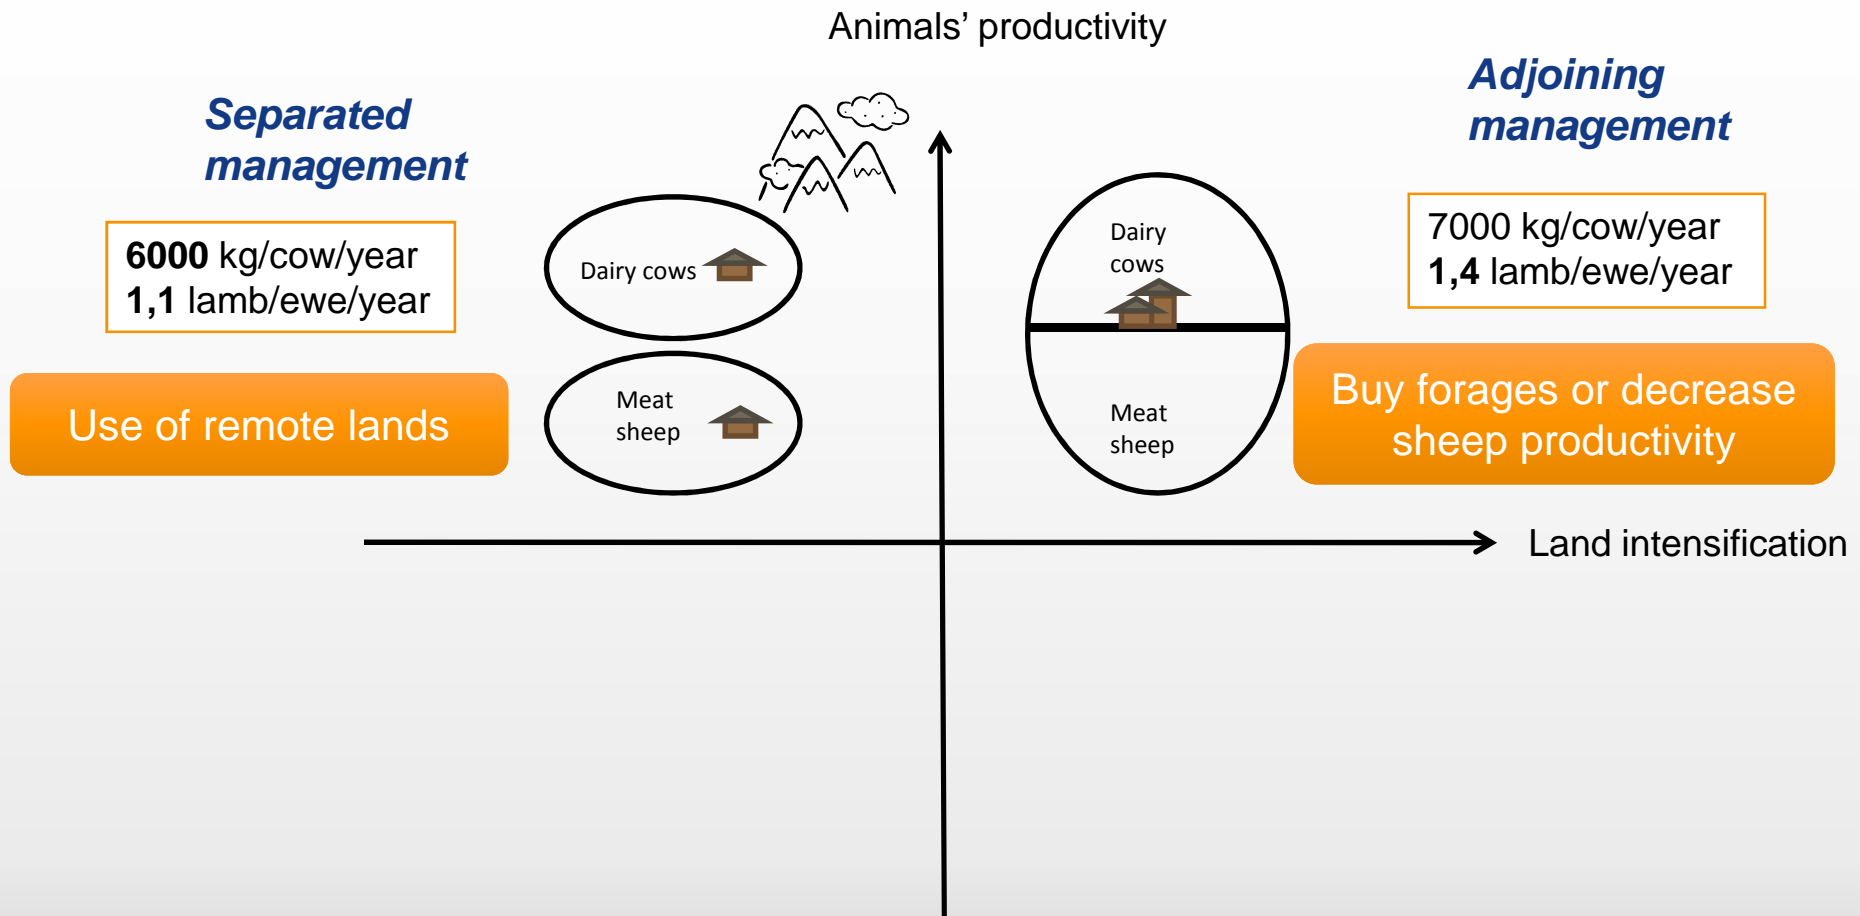 Animals’ productivity
Separated
management
6000 kg/cow/year
1,1 lamb/ewe/year
Use of remote lands
Dairy cows
Meat
sheep
Adjoining
management
Dairy
cows
Meat
sheep
7000 kg/cow/year
1,4 lamb/ewe/year
Buy forages or decrease
sheep productivity
Land intensification